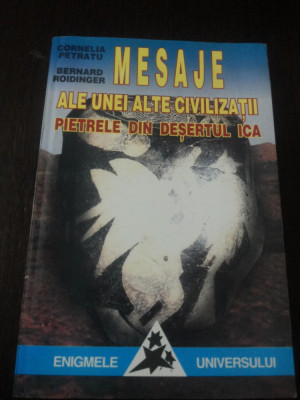 CORNELIA
PETRATU
BERNARD
ROIDINGER
MESAJE
ALE UNEI ALTE CIVILIZAȚII
PIETRELE DIN DEȘERTUL ICA
ENIGMELE UNIVERSULUI